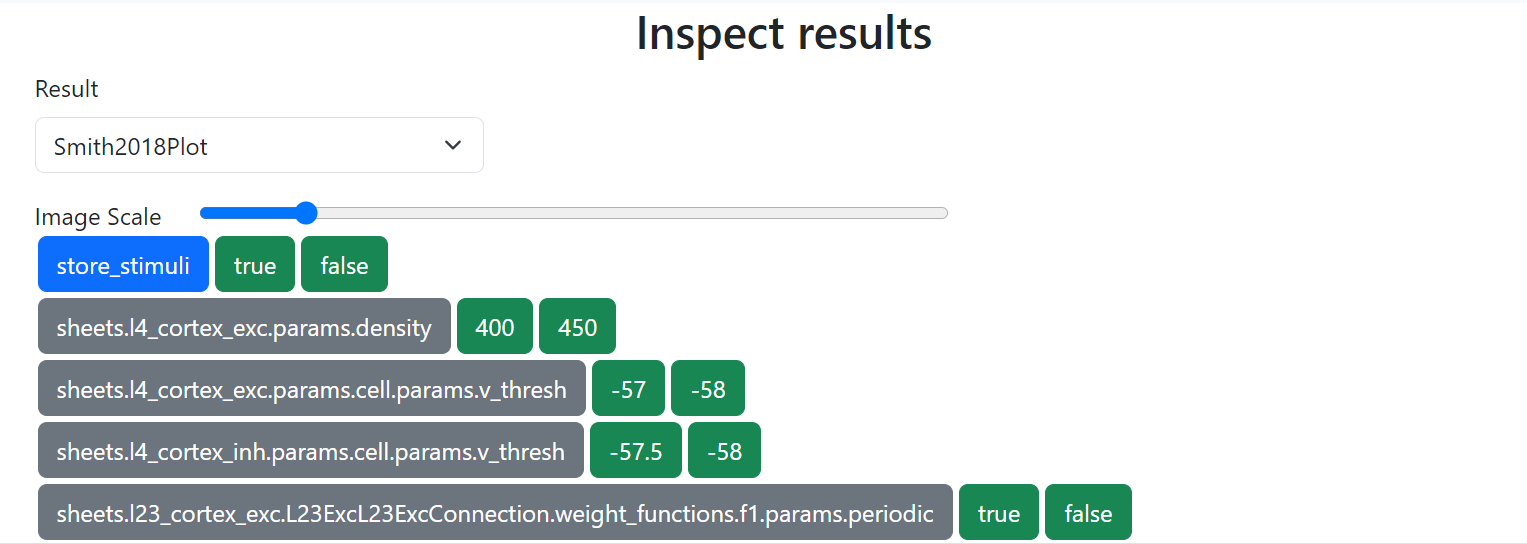 Inspect results
Result
Smith2018Plot
Image Scale
store_stimuli true false
sheets.l4_cortex_exc.params.density 400 450
sheets.l4_cortex_exc.params.cell.params.v_thresh -57 -58
sheets.l4_cortex_inh.params.cell.params.v_thresh -57.5 -58
sheets.l23_cortex_exc.L23ExcL23ExcConnection.weight_functions.f1.params.periodic true false